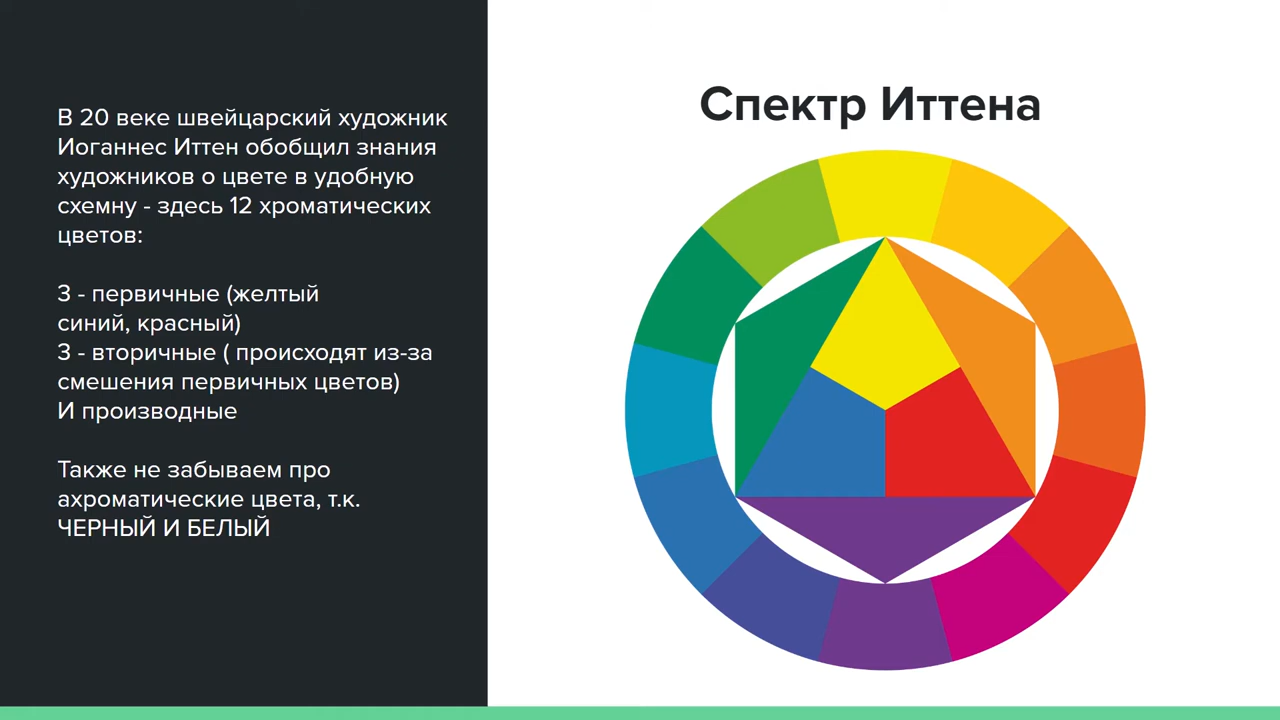 В 20 веке швейцарский художник
Иоганнес Иттен обобщил знания
художников о цвете в удобную
схемну - здесь 12 хроматических
цветов:
3 - первичные (желтый
синий, красный)
3 - вторичные ( происходят из-за
смешения первичных цветов)
И производные
Также не забываем про
ахроматические цвета, т.к.
ЧЕРНЫЙ И БЕЛЫЙ
Спектр Иттена